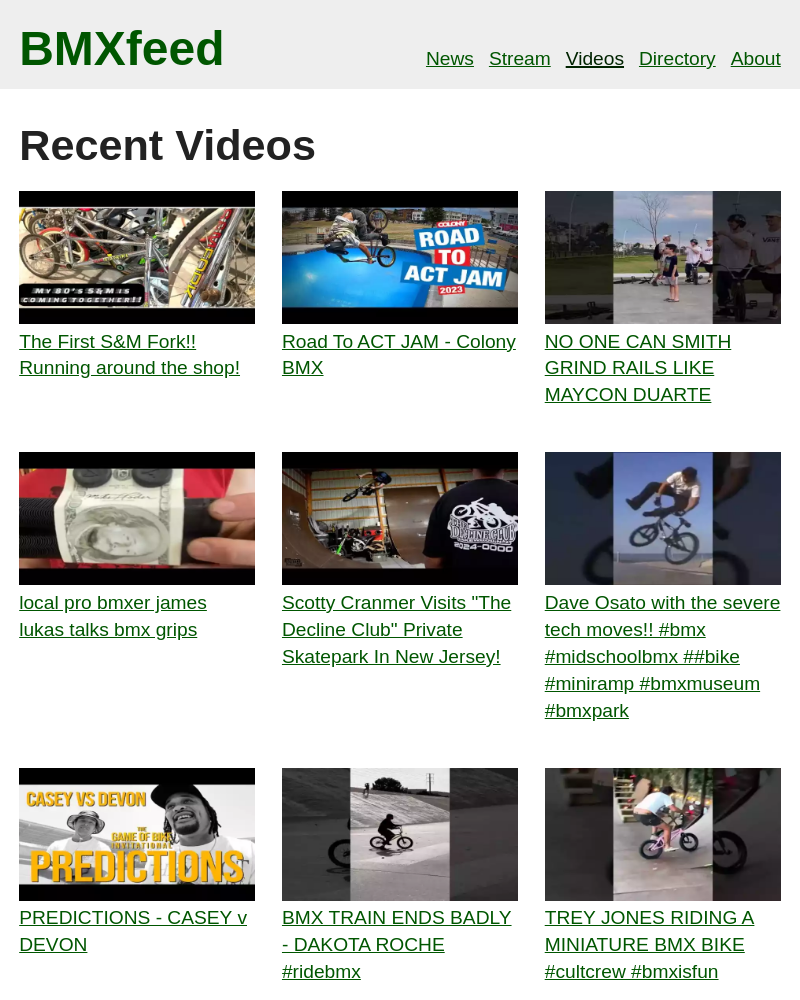 BMXfeed
News Stream Videos Directory About
Recent Videos
MY 80'S S&M IS
COMING TOGETHER!!
COLONY
ROAD
TO
ACT JAM
2023
The First S&M Fork!!
Running around the shop!
Road To ACT JAM - Colony
BMX
NO ONE CAN SMITH
GRIND RAILS LIKE
MAYCON DUARTE
DECLINE CLUB
2024-0000
local pro bmxer james
lukas talks bmx grips
Scotty Cranmer Visits "The
Decline Club" Private
Skatepark In New Jersey!
Dave Osato with the severe
tech moves!! #bmx
#midschoolbmx ##bike
#miniramp #bmxmuseum
#bmxpark
CASEY VS DEVON
THE
GAME OF BIKE
INVITATIONAL
PREDICTIONS
PREDICTIONS - CASEY v
DEVON
BMX TRAIN ENDS BADLY
- DAKOTA ROCHE
#ridebmx
TREY JONES RIDING A
MINIATURE BMX BIKE
#cultcrew #bmxisfun